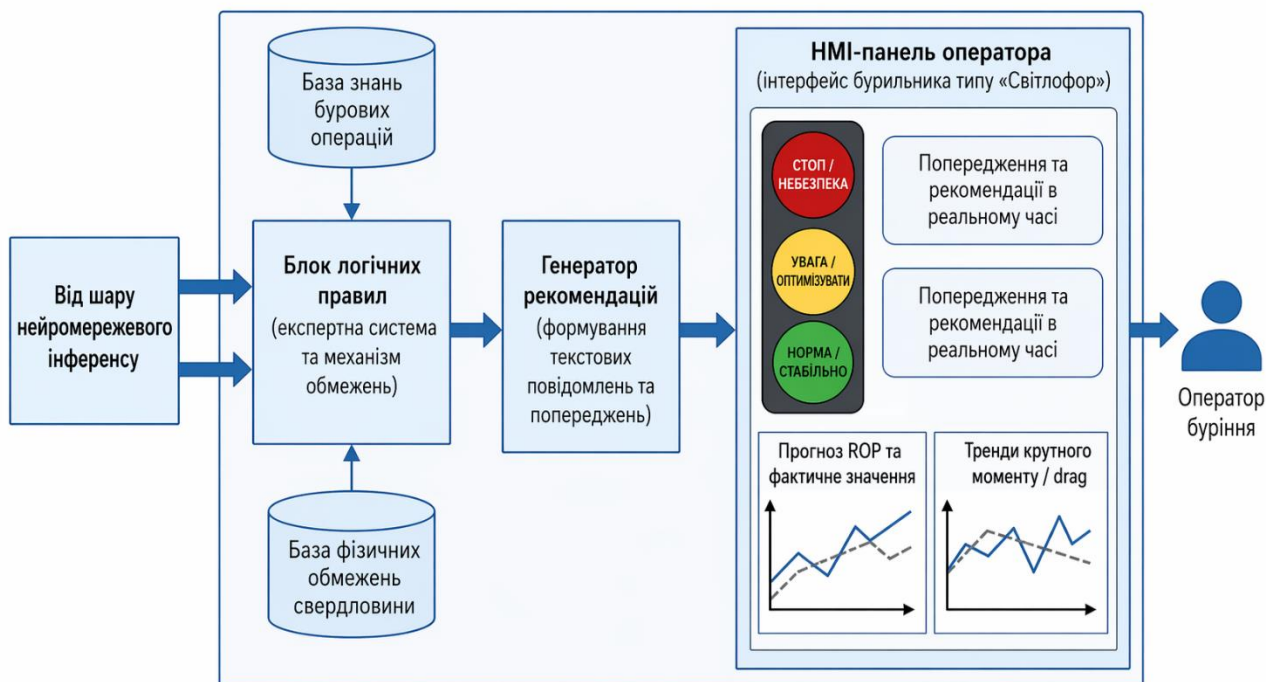 База знань
бурових
операцій
Від шару
нейромережевого
інференсу
Блок логічних
правил
(експертна система
та механізм
обмежень)
База фізичних
обмежень
свердловини
Генератор
рекомендацій
(формування
текстових
повідомлень та
попереджень)
HMI-панель оператора
(інтерфейс бурильника типу «Світлофор»)
СТОП /
НЕБЕЗПЕКА
УВАГА /
ОПТИМІЗУВАТИ
НОРМА /
СТАБІЛЬНО
Попередження та
рекомендації в
реальному часі
Попередження та
рекомендації в
реальному часі
Прогноз ROP та
фактичне значення
Тренди крутного
моменту / drag
Оператор
буріння